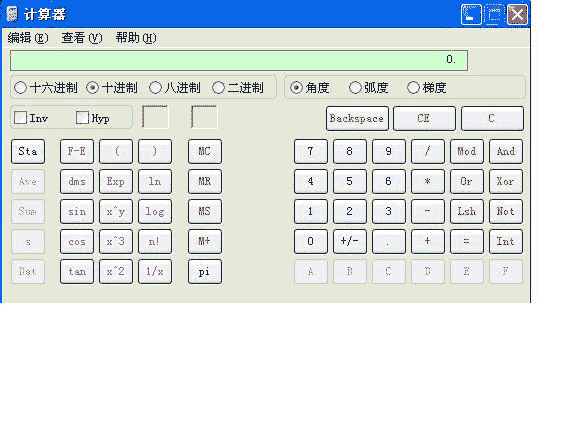 计算器
编辑(E) 查看(V) 帮助(H)
0.
十六进制 十进制 八进制 二进制 角度 弧度 梯度
Inv Hyp Backspace CE C
Sta F-E ( ) MC 7 8 9 / Mod And
Ave dms Exp ln MR 4 5 6 * Or Xor
Sum sin x^y log MS 1 2 3 - Lsh Not
s cos x^3 n! M+ 0 +/- . + = Int
Dat tan x^2 1/x pi A B C D E F